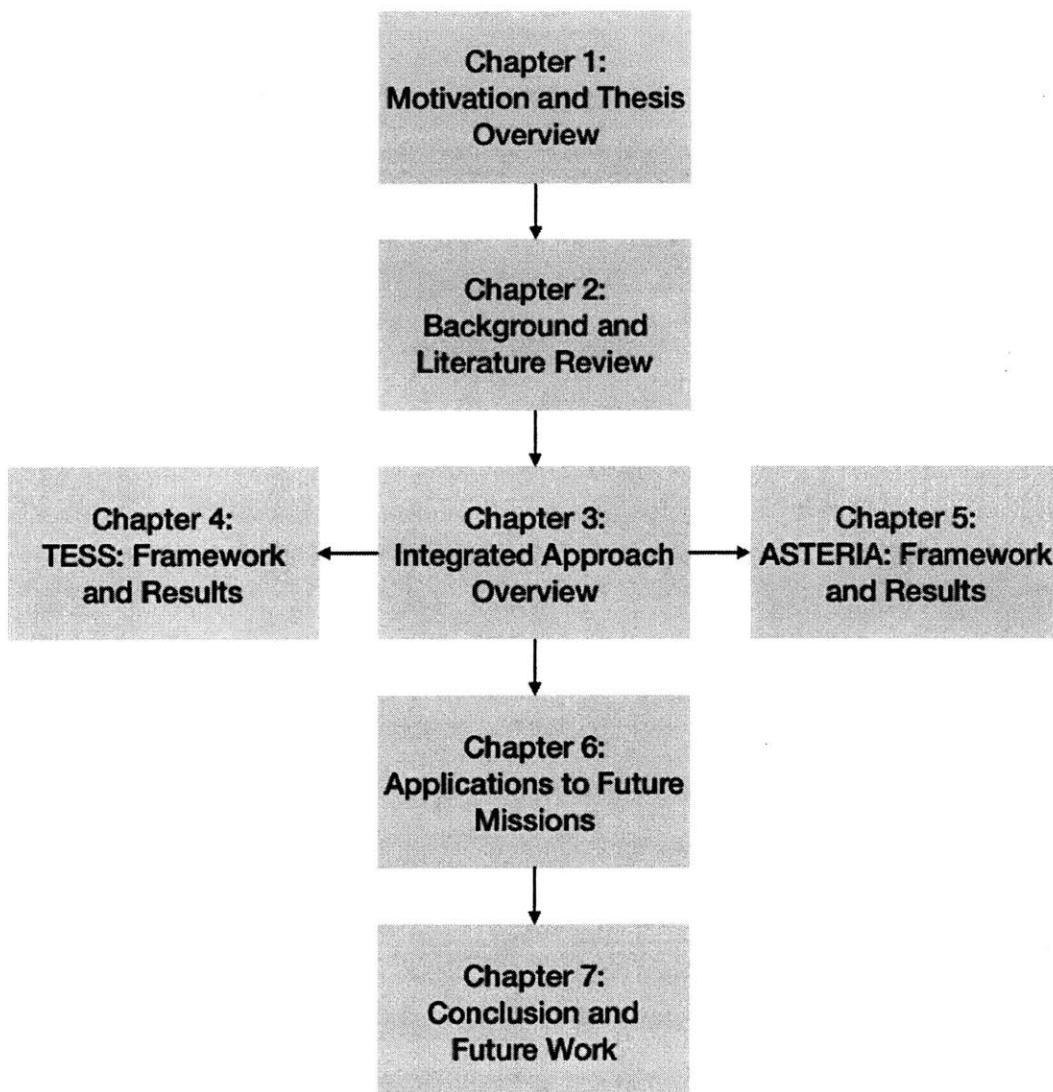 Chapter 1:
Motivation and Thesis
Overview
Chapter 2:
Background and
Literature Review
Chapter 4:
TESS: Framework
and Results
Chapter 3:
Integrated Approach
Overview
Chapter 5:
ASTERIA: Framework
and Results
Chapter 6:
Applications to Future
Missions
Chapter 7:
Conclusion and
Future Work